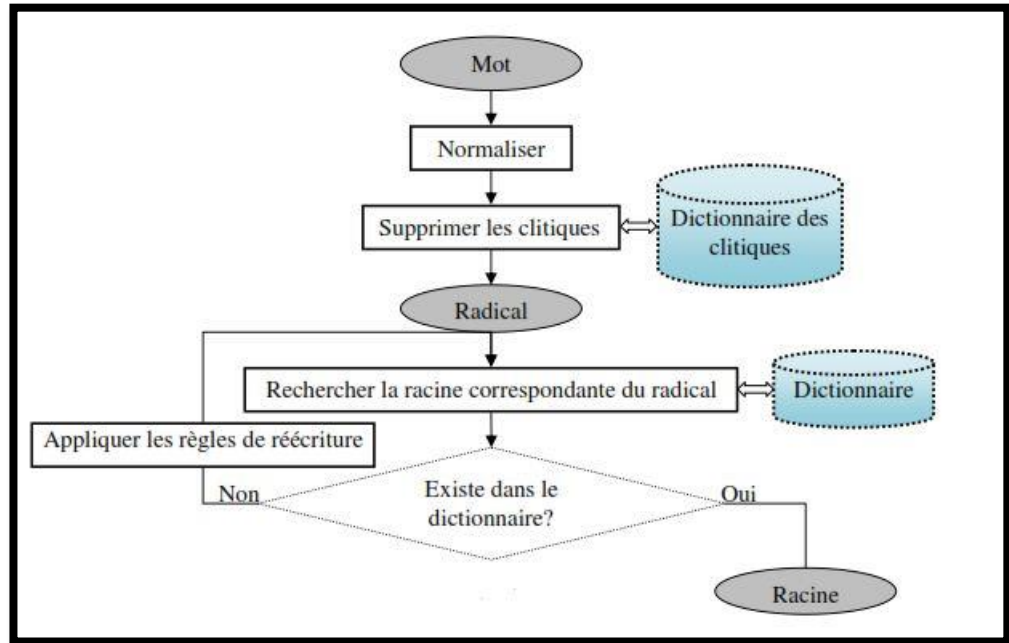 Mot
Normaliser
Supprimer les clitiques
Dictionnaire des
clitiques
Radical
Rechercher la racine correspondante du radical
Dictionnaire
Appliquer les règles de réécriture
Non
Existe dans le
dictionnaire?
Oui
Racine